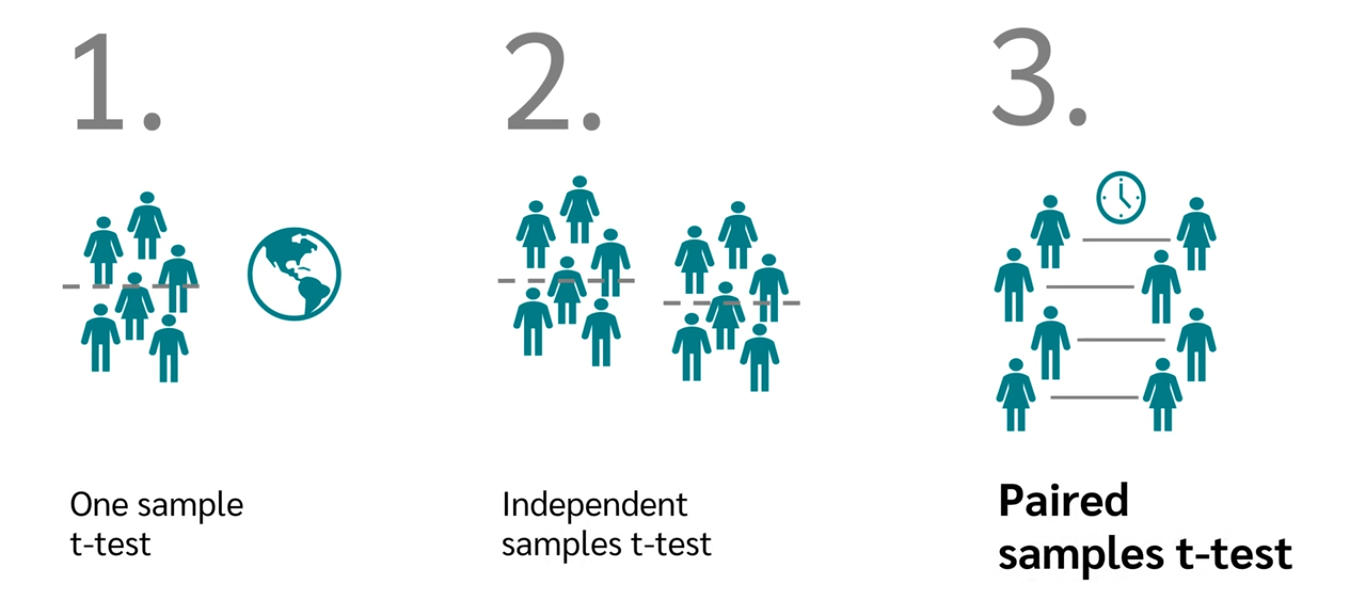 1.
2.
3.
One sample
t-test
Independent
samples t-test
Paired
samples t-test